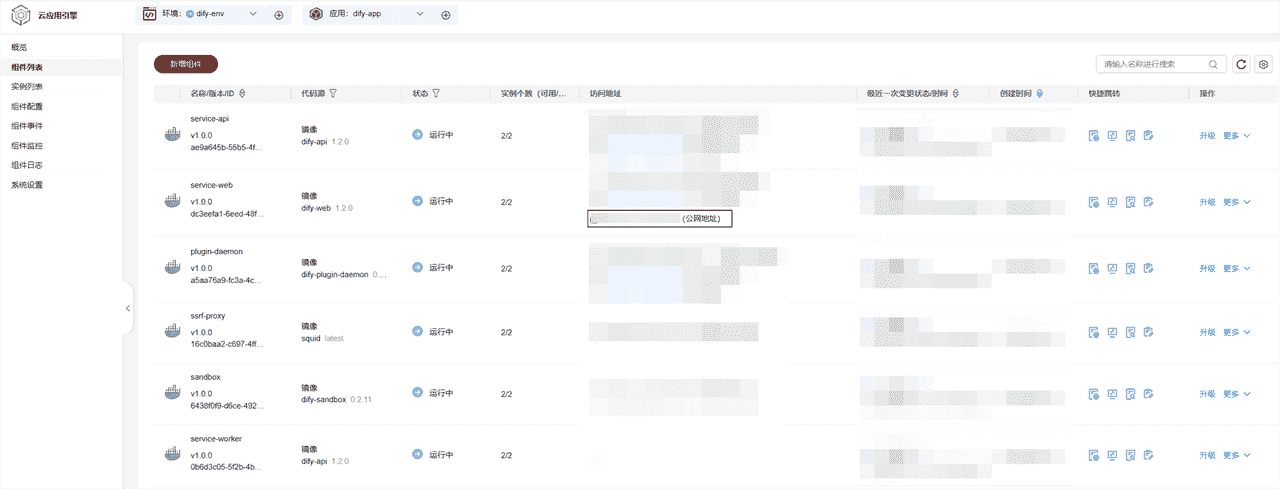 云应用引擎
环境： dify-env
应用： dify-app
概览
组件列表
实例列表
组件配置
组件事件
组件监控
组件日志
系统设置
新增组件
请输入名称进行搜索
名称/版本/ID 代码源 状态 实例个数（可用/... 访问地址 最近一次变更状态/时间 创建时间 快捷跳转 操作
service-api
v1.0.0
ae9a645b-55b5-4f...
镜像
dify-api 1.2.0
运行中
2/2
升级 更多
service-web
v1.0.0
dc3eefa1-6eed-48f...
镜像
dify-web 1.2.0
运行中
2/2
(公网地址)
升级 更多
plugin-daemon
v1.0.0
a5aa76a9-fc3a-4c...
镜像
dify-plugin-daemon 0....
运行中
2/2
升级 更多
ssrf-proxy
v1.0.0
16c0baa2-c697-4ff...
镜像
squid latest
运行中
2/2
升级 更多
sandbox
v1.0.0
6438f0f9-d6ce-492...
镜像
dify-sandbox 0.2.11
运行中
2/2
升级 更多
service-worker
v1.0.0
0b6d3c05-5f2b-4b...
镜像
dify-api 1.2.0
运行中
2/2
升级 更多